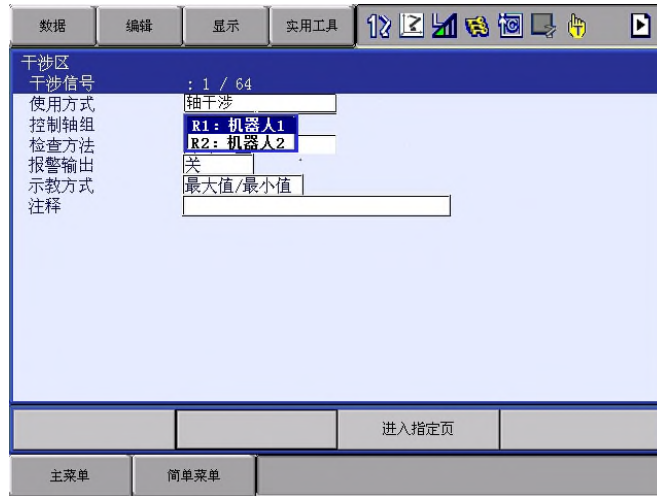 数据 编辑 显示 实用工具
干涉区
干涉信号 : 1 / 64
使用方式 轴干涉
控制轴组 R1: 机器人1
检查方法 R2: 机器人2
报警输出 关
示教方式 最大值/最小值
注释
进入指定页
主菜单 简单菜单